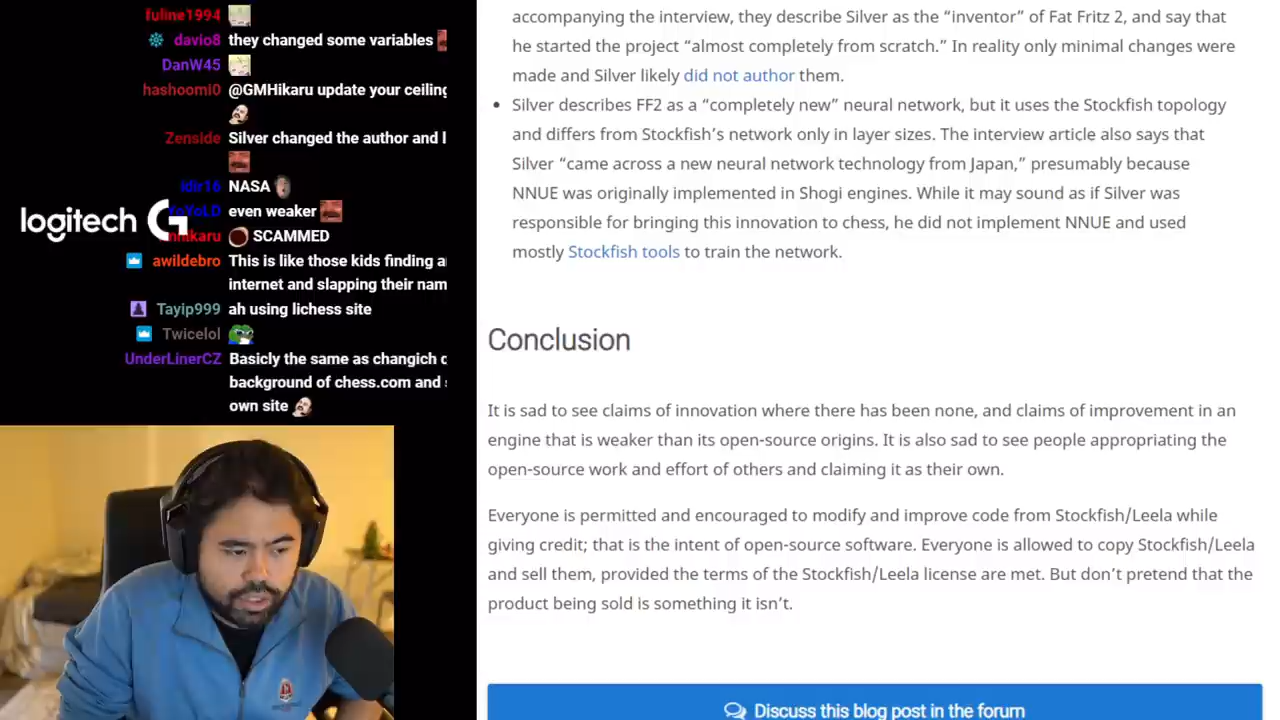 fuline1994
davio8 they changed some variables
DanW45
hashoomi0 @GMHikaru update your ceiling
Zenside Silver changed the author and l
idir16 NASA
YoYoLD even weaker
logitech G
SCAMMED
awildebro This is like those kids finding a
internet and slapping their nam
Tayip999 ah using lichess site
Twicelol
UnderLinerCZ Basicly the same as changich c
background of chess.com and s
own site
accompanying the interview, they describe Silver as the “inventor” of Fat Fritz 2, and say that
he started the project “almost completely from scratch.” In reality only minimal changes were
made and Silver likely did not author them.
• Silver describes FF2 as a “completely new” neural network, but it uses the Stockfish topology
and differs from Stockfish’s network only in layer sizes. The interview article also says that
Silver “came across a new neural network technology from Japan,” presumably because
NNUE was originally implemented in Shogi engines. While it may sound as if Silver was
responsible for bringing this innovation to chess, he did not implement NNUE and used
mostly Stockfish tools to train the network.
Conclusion
It is sad to see claims of innovation where there has been none, and claims of improvement in an
engine that is weaker than its open-source origins. It is also sad to see people appropriating the
open-source work and effort of others and claiming it as their own.
Everyone is permitted and encouraged to modify and improve code from Stockfish/Leela while
giving credit; that is the intent of open-source software. Everyone is allowed to copy Stockfish/Leela
and sell them, provided the terms of the Stockfish/Leela license are met. But don’t pretend that the
product being sold is something it isn’t.
Discuss this blog post in the forum